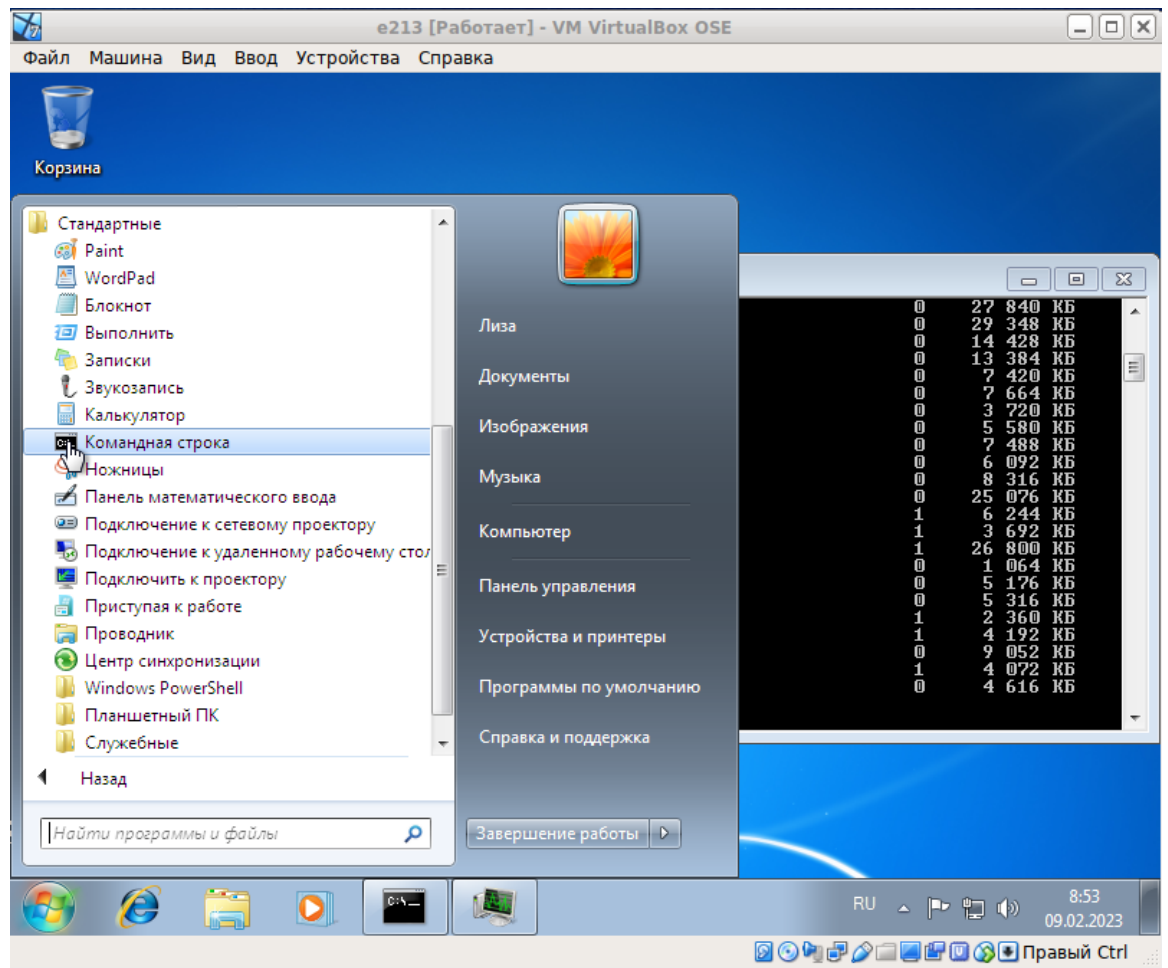 e213 [Работает] - VM VirtualBox OSE
Файл Машина Вид Ввод Устройства Справка
Корзина
Стандартные
Paint
WordPad
Блокнот
Выполнить
Записки
Звукозапись
Калькулятор
Командная строка
Ножницы
Панель математического ввода
Подключение к сетевому проектору
Подключение к удаленному рабочему стол
Подключить к проектору
Приступая к работе
Проводник
Центр синхронизации
Windows PowerShell
Планшетный ПК
Служебные
Назад
Найти программы и файлы
Лиза
Документы
Изображения
Музыка
Компьютер
Панель управления
Устройства и принтеры
Программы по умолчанию
Справка и поддержка
Завершение работы
0 27 840 КБ
0 29 348 КБ
0 14 428 КБ
0 13 384 КБ
0 7 420 КБ
0 7 664 КБ
0 3 720 КБ
0 5 580 КБ
0 7 488 КБ
0 6 092 КБ
0 8 316 КБ
0 25 076 КБ
1 6 244 КБ
1 3 692 КБ
1 26 800 КБ
0 1 064 КБ
0 5 176 КБ
0 5 316 КБ
1 2 360 КБ
1 4 192 КБ
0 9 052 КБ
1 4 072 КБ
0 4 616 КБ
C:\
RU
8:53
09.02.2023
Правый Ctrl